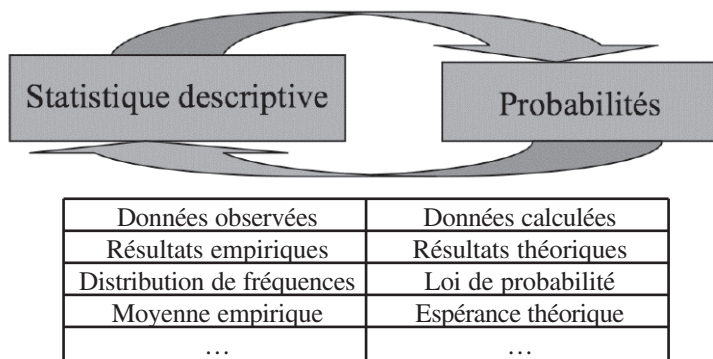 Statistique descriptive
Probabilités
Données observées Données calculées
Résultats empiriques Résultats théoriques
Distribution de fréquences Loi de probabilité
Moyenne empirique Espérance théorique
… …